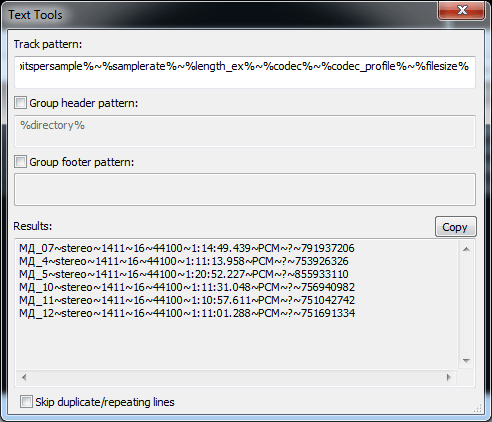 Text Tools
Track pattern:
itspersample%~%samplerate%~%length_ex%~%codec%~%codec_profile%~%filesize%
Group header pattern:
%directory%
Group footer pattern:
Results:
Copy
МД_07~stereo~1411~16~44100~1:14:49.439~PCM~?~791937206
МД_4~stereo~1411~16~44100~1:11:13.958~PCM~?~753926326
МД_5~stereo~1411~16~44100~1:20:52.227~PCM~?~855933110
МД_10~stereo~1411~16~44100~1:11:31.048~PCM~?~756940982
МД_11~stereo~1411~16~44100~1:10:57.611~PCM~?~751042742
МД_12~stereo~1411~16~44100~1:11:01.288~PCM~?~751691334
Skip duplicate/repeating lines